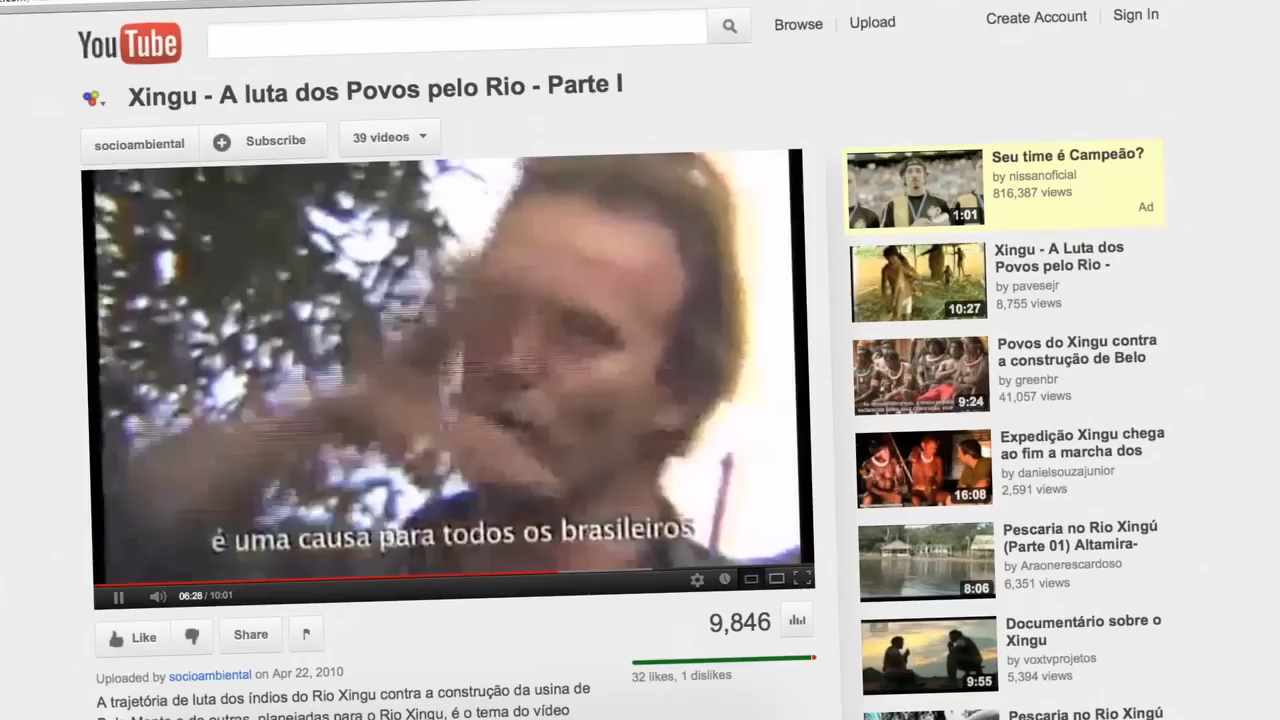 YouTube
Browse
Upload
Create Account
Sign In
Xingu - A luta dos Povos pelo Rio - Parte I
socioambiental
Subscribe
39 videos
é uma causa para todos os brasileiros
06:28 / 10:01
Like
Share
9,846
Uploaded by socioambiental on Apr 22, 2010
32 likes, 1 dislikes
A trajetória de luta dos índios do Rio Xingu contra a construção da usina de
outras, planejadas para o Rio Xingu, é o tema do vídeo
Seu time é Campeão?
by nissanoficial
816,387 views
Ad
1:01
Xingu - A Luta dos
Povos pelo Rio -
by pavesejr
8,755 views
10:27
Povos do Xingu contra
a construção de Belo
by greenbr
41,057 views
9:24
Expedição Xingu chega
ao fim a marcha dos
by danielsouzajunior
2,591 views
16:08
Pescaria no Rio Xingú
(Parte 01) Altamira-
by Araonerescardoso
6,351 views
8:06
Documentário sobre o
Xingu
by voxtvprojetos
5,394 views
9:55
Pescaria no Rio Xingú